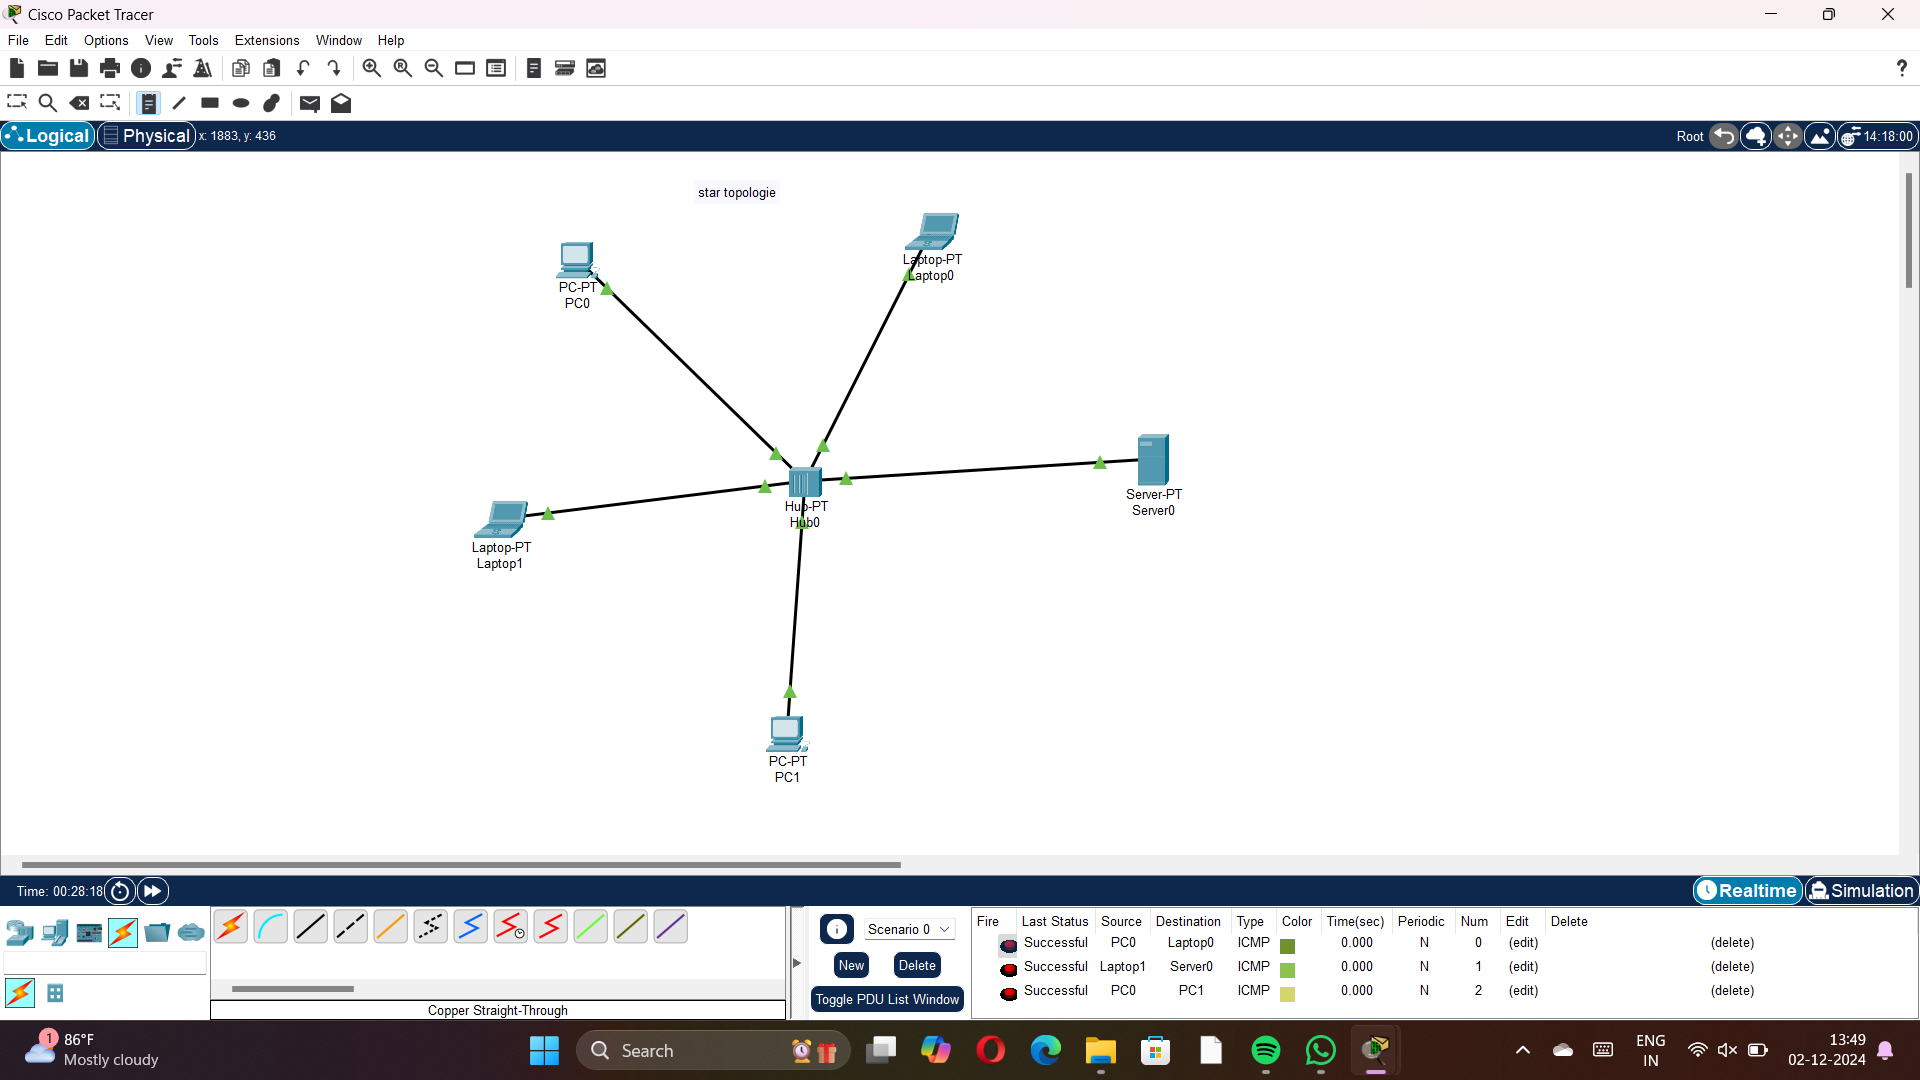 Cisco Packet Tracer
File Edit Options View Tools Extensions Window Help
?
Logical Physical x: 1883, y: 436 Root 14:18:00
star topologie
Laptop-PT
Laptop0
PC-PT
PC0
Server-PT
Server0
Hub-PT
Hub0
Laptop-PT
Laptop1
PC-PT
PC1
Time: 00:28:18 Realtime Simulation
Scenario 0
New Delete
Toggle PDU List Window
Fire Last Status Source Destination Type Color Time(sec) Periodic Num Edit Delete
Successful PC0 Laptop0 ICMP 0.000 N 0 (edit) (delete)
Successful Laptop1 Server0 ICMP 0.000 N 1 (edit) (delete)
Successful PC0 PC1 ICMP 0.000 N 2 (edit) (delete)
Copper Straight-Through
1
86°F
Mostly cloudy
Search
ENG
IN
13:49
02-12-2024